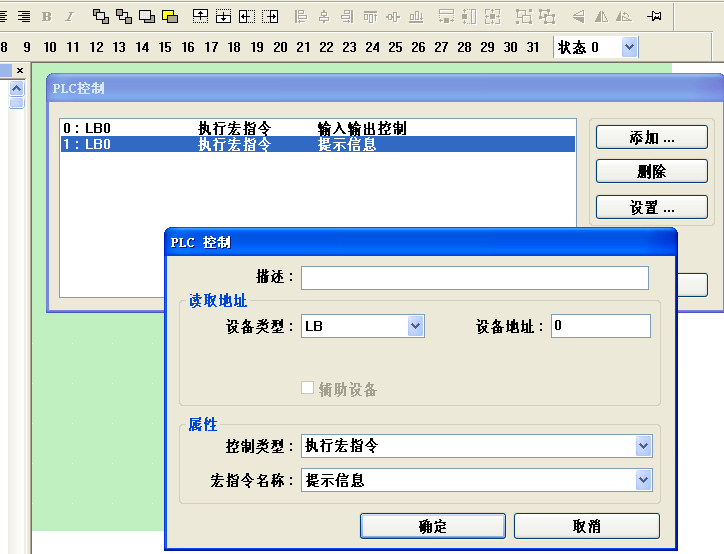 B I
8 9 10 11 12 13 14 15 16 17 18 19 20 21 22 23 24 25 26 27 28 29 30 31 状态 0
PLC控制
0 : LB0 执行宏指令 输入输出控制
1 : LB0 执行宏指令 提示信息
添加 ...
删除
设置 ...
PLC 控制
描述 :
读取地址
设备类型 : LB 设备地址 : 0
辅助设备
属性
控制类型 : 执行宏指令
宏指令名称 : 提示信息
确定 取消